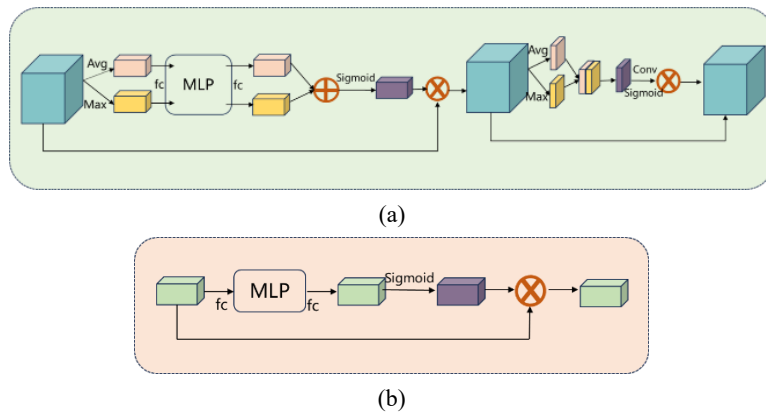 Avg
Max
fc
MLP
fc
Sigmoid
Avg
Max
Conv
Sigmoid
(a)
fc
MLP
fc
Sigmoid
(b)